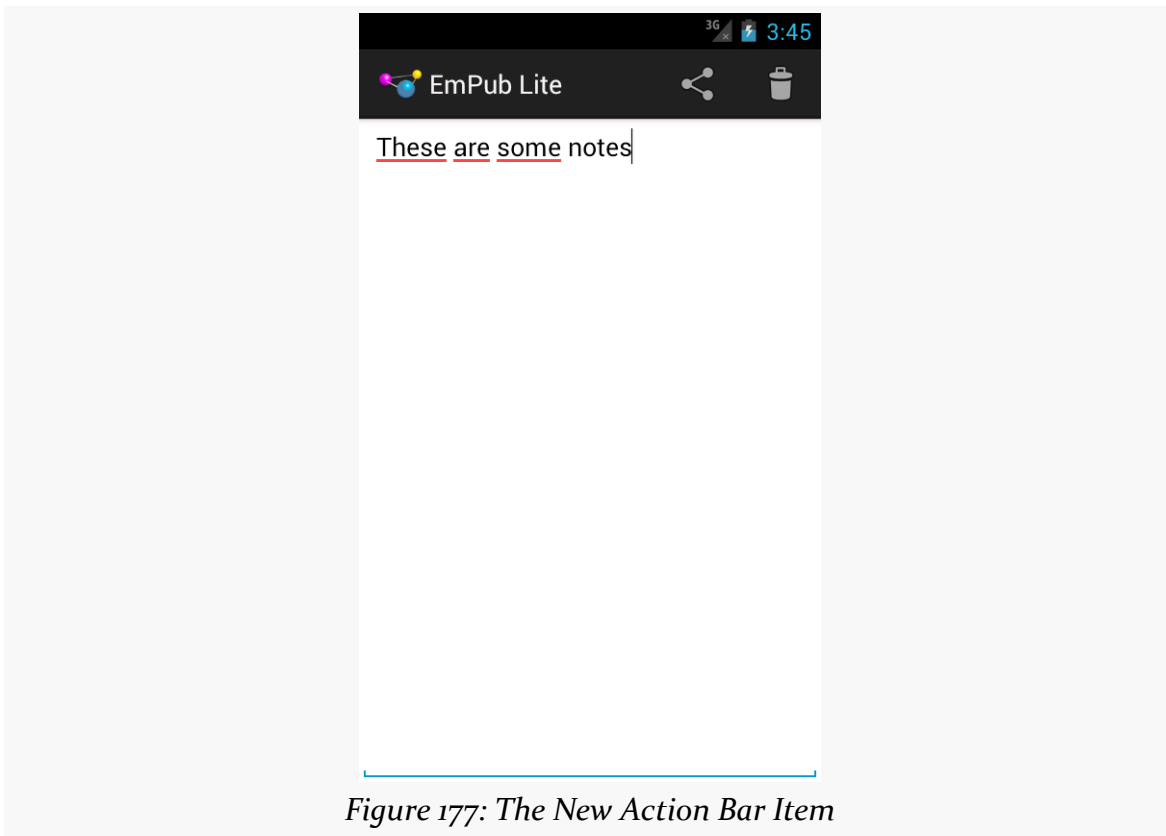 3G
3:45
EmPub Lite
These are some notes
Figure 177: The New Action Bar Item